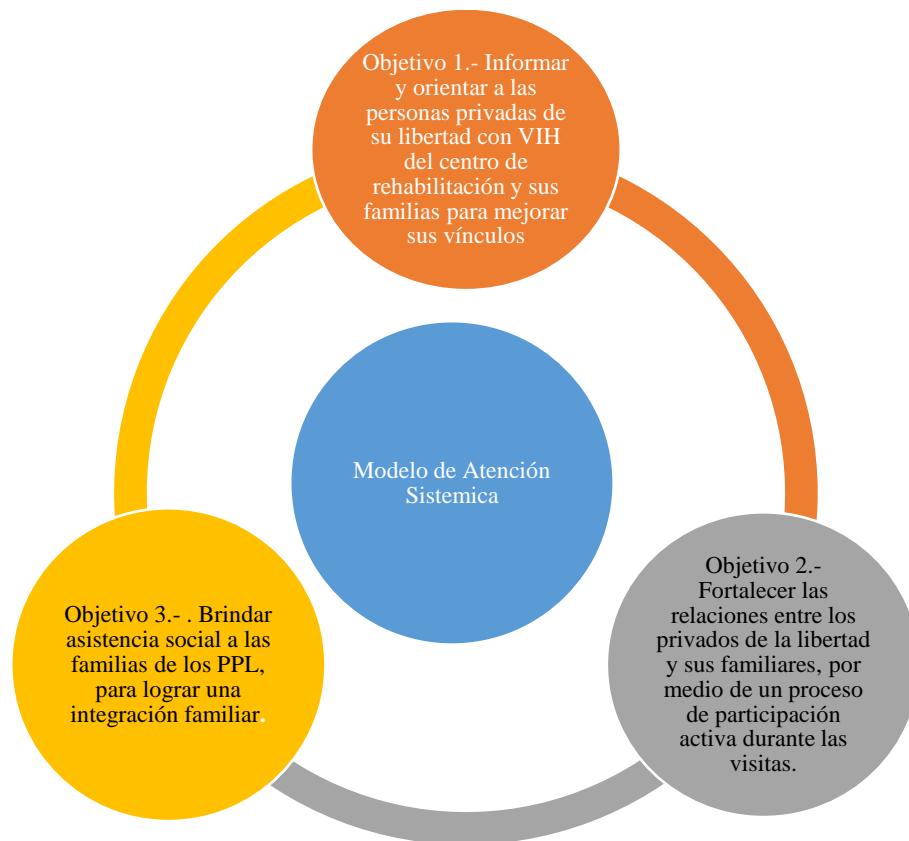 Objetivo 1.- Informar
y orientar a las
personas privadas de
su libertad con VIH
del centro de
rehabilitación y sus
familias para mejorar
sus vínculos
Modelo de Atención
Sistemica
Objetivo 2.-
Fortalecer las
relaciones entre los
privados de la libertad
y sus familiares, por
medio de un proceso
de participación
activa durante las
visitas.
Objetivo 3.- . Brindar
asistencia social a las
familias de los PPL,
para lograr una
integración familiar.